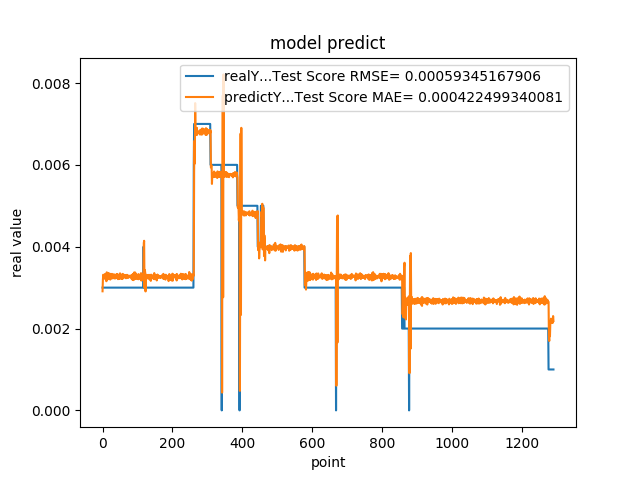 model predict
realY...Test Score RMSE= 0.00059345167906
predictY...Test Score MAE= 0.000422499340081
real value
0.008
0.006
0.004
0.002
0.000
0 200 400 600 800 1000 1200
point